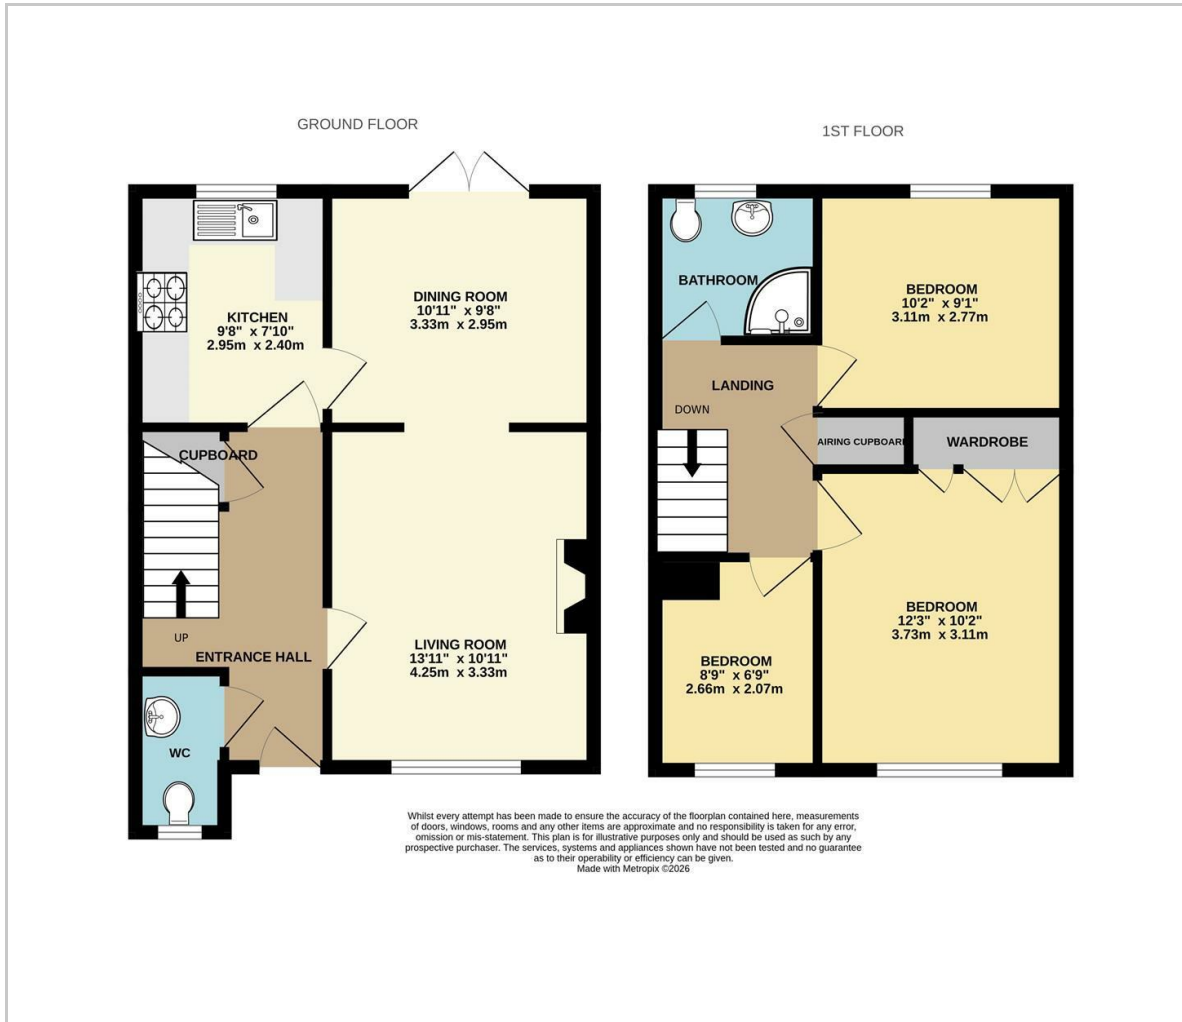 GROUND FLOOR
KITCHEN
9'8" x 7'10"
2.95m x 2.40m
DINING ROOM
10'11" x 9'8"
3.33m x 2.95m
CUPBOARD
UP
ENTRANCE HALL
LIVING ROOM
13'11" x 10'11"
4.25m x 3.33m
WC
1ST FLOOR
BATHROOM
BEDROOM
10'2" x 9'1"
3.11m x 2.77m
LANDING
DOWN
AIRING CUPBOARD
WARDROBE
BEDROOM
12'3" x 10'2"
3.73m x 3.11m
BEDROOM
8'9" x 6'9"
2.66m x 2.07m
Whilst every attempt has been made to ensure the accuracy of the floorplan contained here, measurements
of doors, windows, rooms and any other items are approximate and no responsibility is taken for any error,
omission or mis-statement. This plan is for illustrative purposes only and should be used as such by any
prospective purchaser. The services, systems and appliances shown have not been tested and no guarantee
as to their operability or efficiency can be given.
Made with Metropix ©2026